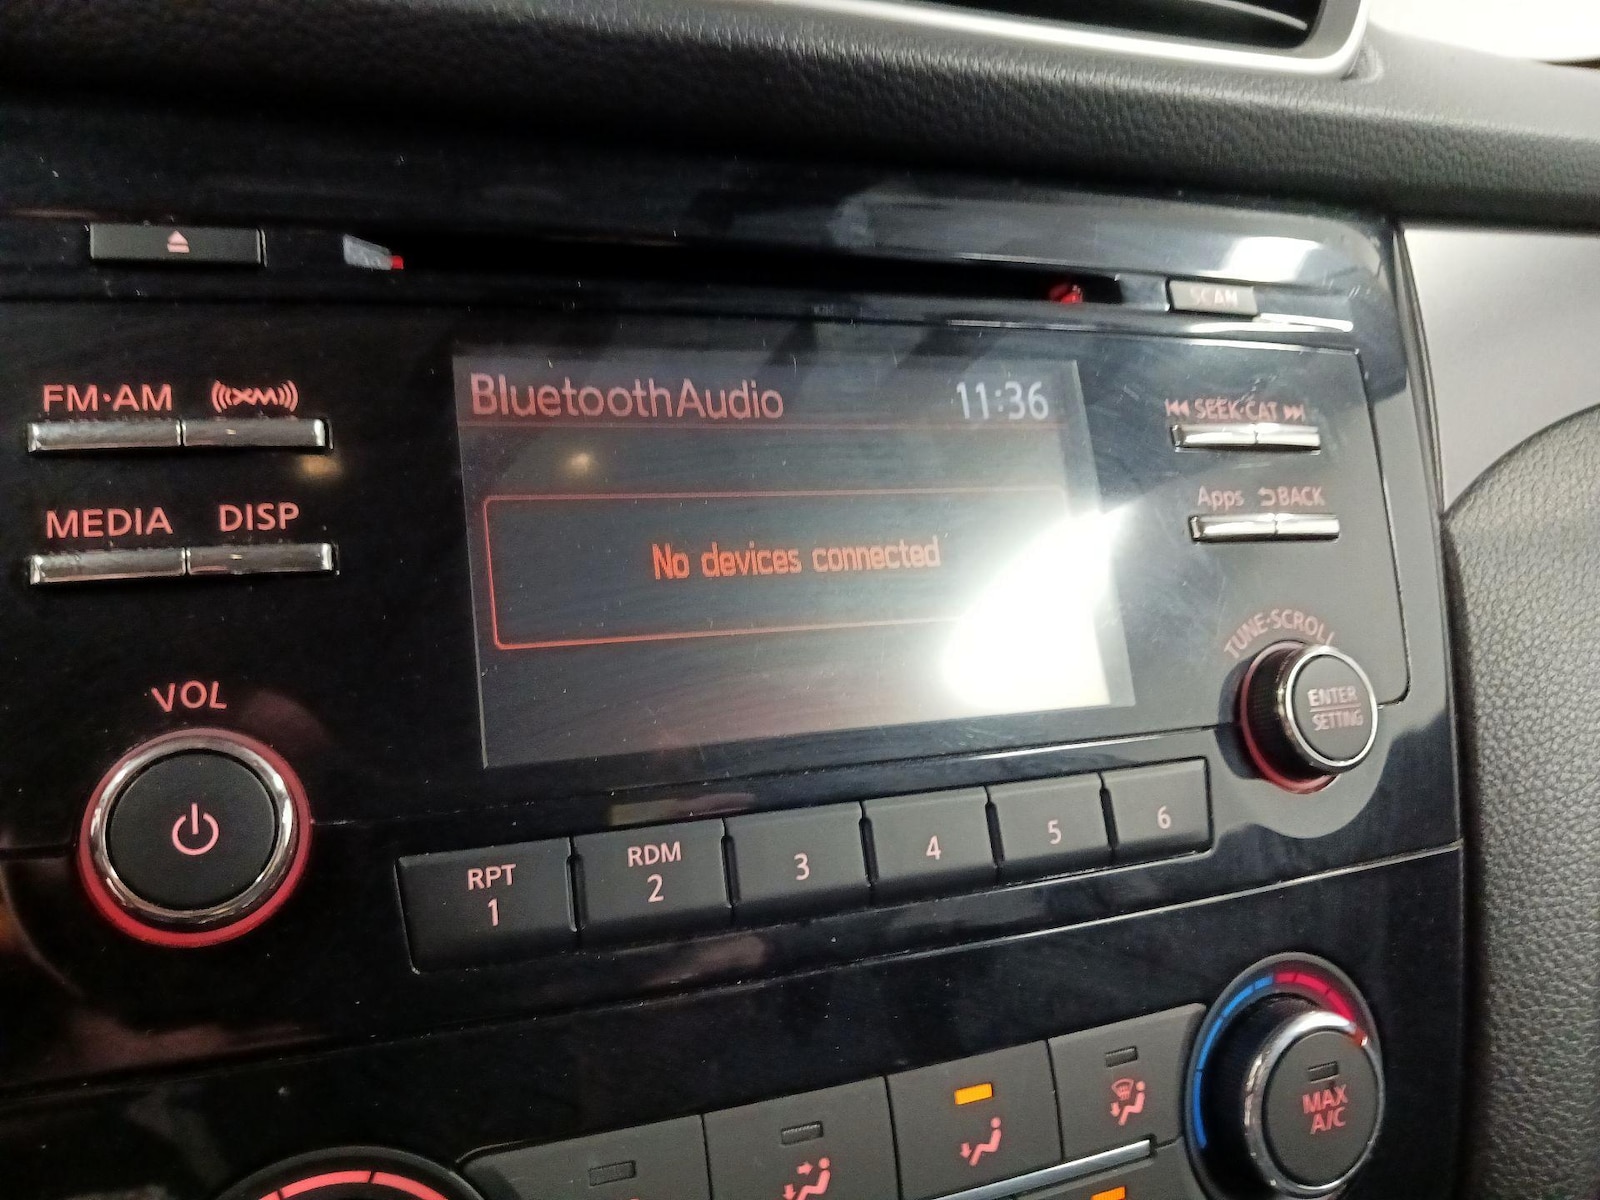 SCAN
FM·AM
XM
BluetoothAudio
11:36
SEEK·CAT
MEDIA
DISP
Apps
BACK
No devices connected
VOL
TUNE·SCROLL
ENTER
SETTING
RPT
1
RDM
2
3
4
5
6
MAX
A/C